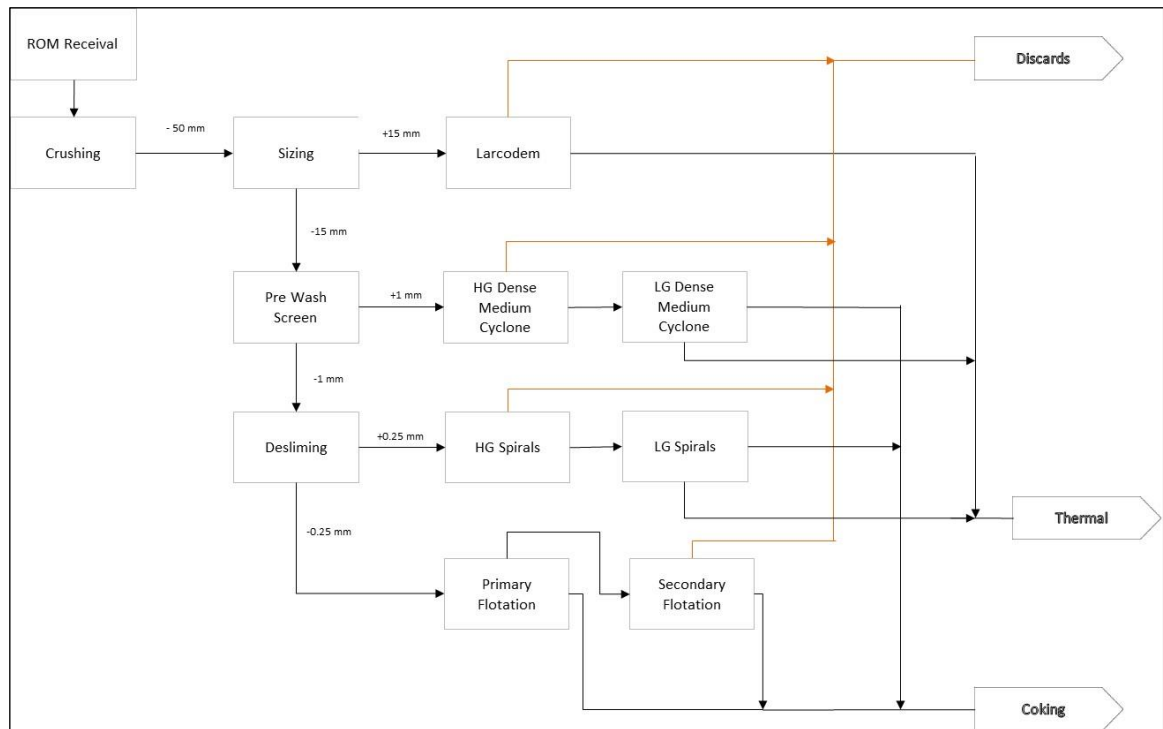 ROM Receival
Discards
- 50 mm
+15 mm
Crushing
Sizing
Larcodem
-15 mm
Pre Wash
Screen
+1 mm
HG Dense
Medium
Cyclone
LG Dense
Medium
Cyclone
-1 mm
Desliming
+0.25 mm
HG Spirals
LG Spirals
Thermal
-0.25 mm
Primary
Flotation
Secondary
Flotation
Coking